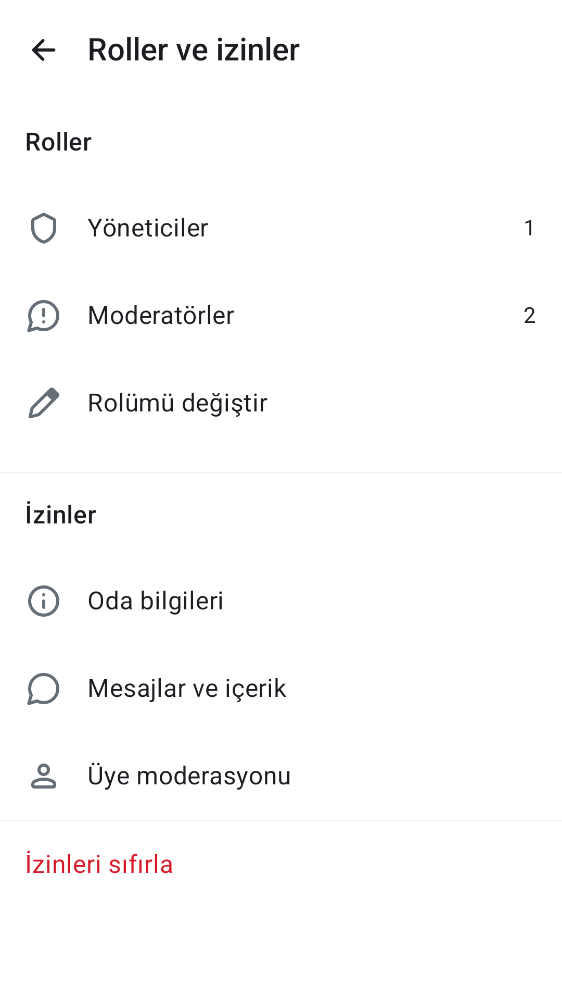 Roller ve izinler
Roller
Yöneticiler 1
Moderatörler 2
Rolümü değiştir
İzinler
Oda bilgileri
Mesajlar ve içerik
Üye moderasyonu
İzinleri sıfırla